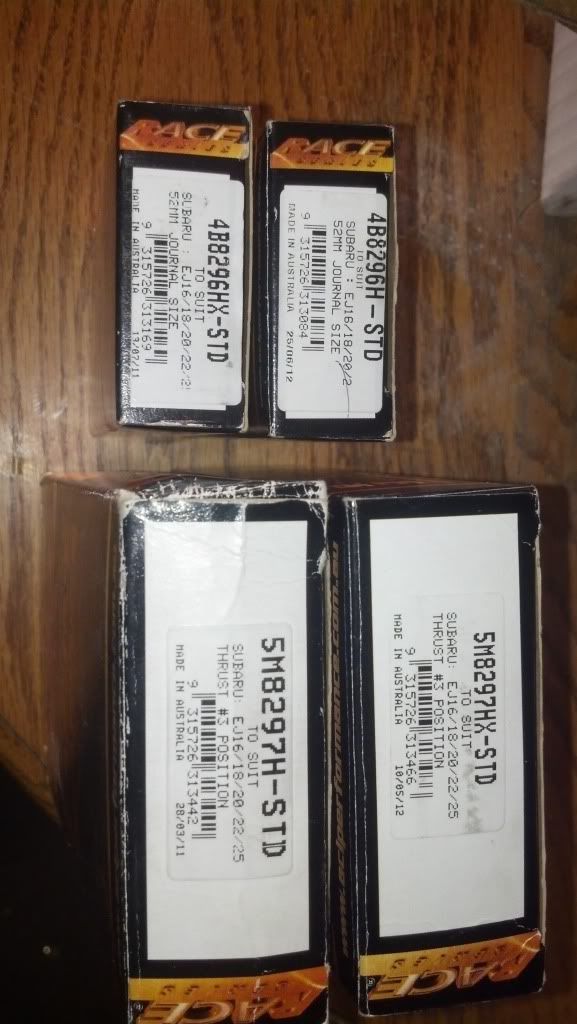 RACE
4B8296HX-STD
TO SUIT
SUBARU : EJ16/18/20/22/2
52MM JOURNAL SIZE
9 315726 313169
MADE IN AUSTRALIA 13/07/11
RACE
4B8296H-STD
TO SUIT
SUBARU : EJ16/18/20/2
52MM JOURNAL SIZE
9 315726 313084
MADE IN AUSTRALIA 25/06/12
5M8297H-STD
TO SUIT
SUBARU: EJ16/18/20/22/25
THRUST #3 POSITION
9 315726 313442
MADE IN AUSTRALIA 28/03/11
RACE
SERIES
5M8297HX-STD
TO SUIT
SUBARU: EJ16/18/20/22/25
THRUST #3 POSITION
9 315726 313466
MADE IN AUSTRALIA 10/05/12
RACE
SERIES